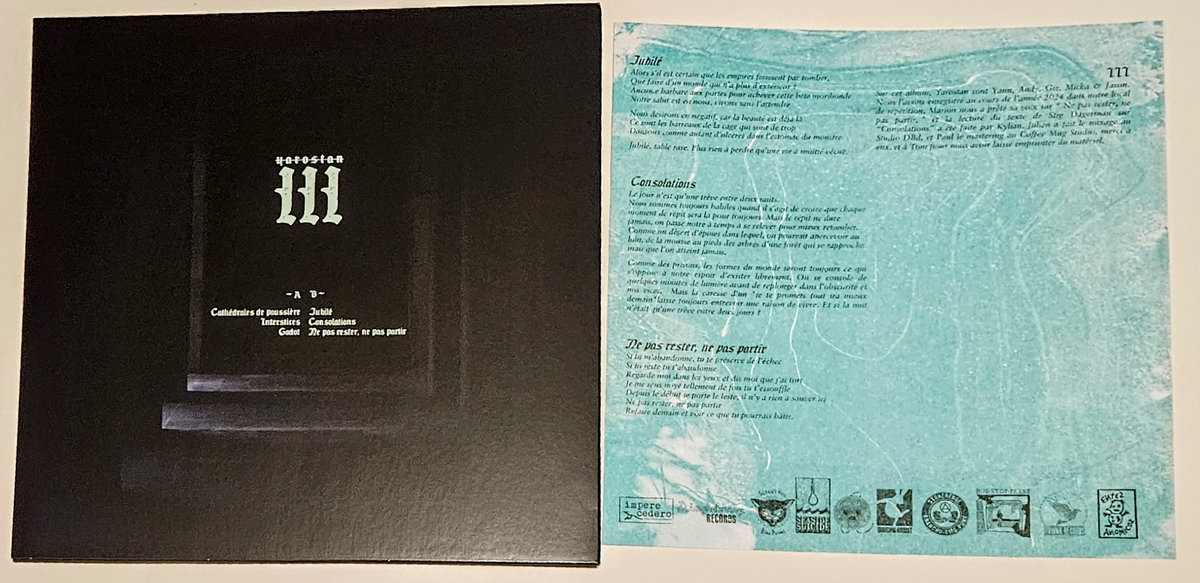 yarostan
III
~A B~
Cathédrales de poussière Jubilé
Interstices Consolations
Godot Ne pas rester, ne pas partir
Jubilé
Alors s'il est certain que les empires finissent par tomber,
Que faire d'un monde qui n'a plus d'extérieur ?
Aucun.e barbare aux portes pour achever cette bête moribonde
Notre salut est en nous, vivons sans l'attendre
Nous désirons en négatif, car la beauté est déjà là
Ce sont les barreaux de la cage qui sont de trop
Dansons comme autant d'ulcères dans l'estomac du monstre
Jubilé, table rase. Plus rien à perdre qu'une vie à moitié vécue.
Consolations
Le jour n'est qu'une trêve entre deux nuits.
Nous sommes toujours habiles quand il s'agit de croire que chaque
moment de répit sera là pour toujours. Mais le répit ne dure
jamais, on passe notre temps à se relever pour mieux retomber.
Comme un désert d'épines dans lequel, on pourrait apercevoir au
loin, de la mousse au pieds des arbres d'une forêt qui se rapproche
mais que l'on atteint jamais.
Comme des prisons, les formes du monde seront toujours ce qui
s'oppose à notre espoir d'exister librement. On se console de
quelques minutes de lumière avant de replonger dans l'obscurité et
nos vices. Mais la caresse d'un "je te promets tout ira mieux
demain" laisse toujours entrevoir une raison de vivre. Et si la nuit
n'était qu'une trêve entre deux jours ?
Ne pas rester, ne pas partir
Si tu m'abandonne, tu te préserve de l'échec
Si tu reste tu t'abandonne
Regarde moi dans les yeux et dis moi que j'ai tort
Je me sens noyé tellement de fois tu t'essouffle
Depuis le début je porte le leste, il n'y a rien à sauver ici
Ne pas rester, ne pas partir
Refaire demain et voir ce que tu pourrais bâtir.
III
Sur cet album, Yarostan sont Yann, Andy, Giz, Micka & Jason.
Nous l'avons enregistré au cours de l'année 2024 dans notre local
de répétition. Marion nous a prêté sa voix sur " Ne pas rester, ne
pas partir, " et la lecture du texte de Stig Dagerman sur
"Consolations" a été faite par Kylian. Julien a fait le mixage au
Studio DBd, et Paul le mastering au Coffee Mug Studio, merci à
eux, et à Tom pour nous avoir laissé emprunter du matériel.
impere
cedero
RECORDS